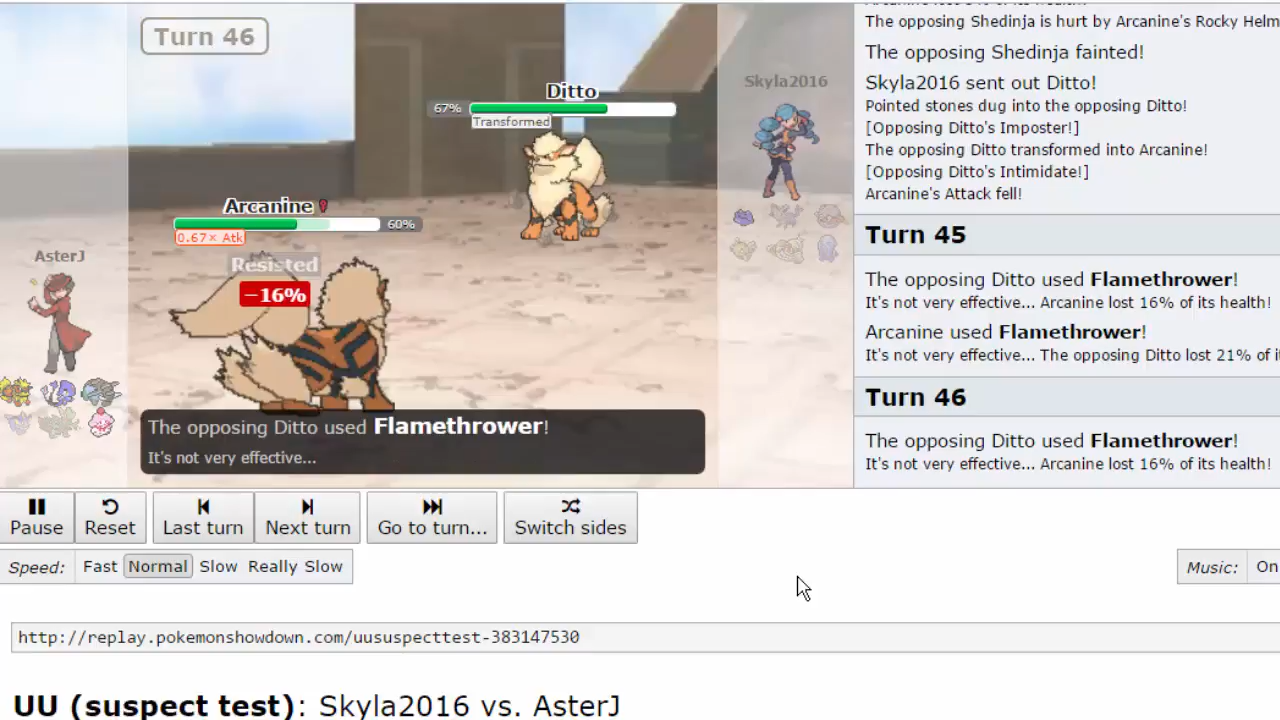 Turn 46
Ditto
67%
Transformed
Skyla2016
Arcanine
60%
0.67× Atk
AsterJ
Resisted
−16%
The opposing Ditto used Flamethrower!
It's not very effective...
The opposing Shedinja is hurt by Arcanine's Rocky Helm
The opposing Shedinja fainted!
Skyla2016 sent out Ditto!
Pointed stones dug into the opposing Ditto!
[Opposing Ditto's Imposter!]
The opposing Ditto transformed into Arcanine!
[Opposing Ditto's Intimidate!]
Arcanine's Attack fell!
Turn 45
The opposing Ditto used Flamethrower!
It's not very effective... Arcanine lost 16% of its health!
Arcanine used Flamethrower!
It's not very effective... The opposing Ditto lost 21% of i
Turn 46
The opposing Ditto used Flamethrower!
It's not very effective... Arcanine lost 16% of its health!
Pause Reset Last turn Next turn Go to turn... Switch sides
Speed: Fast Normal Slow Really Slow Music: On
http://replay.pokemonshowdown.com/uususpecttest-383147530
UU (suspect test): Skyla2016 vs. AsterJ